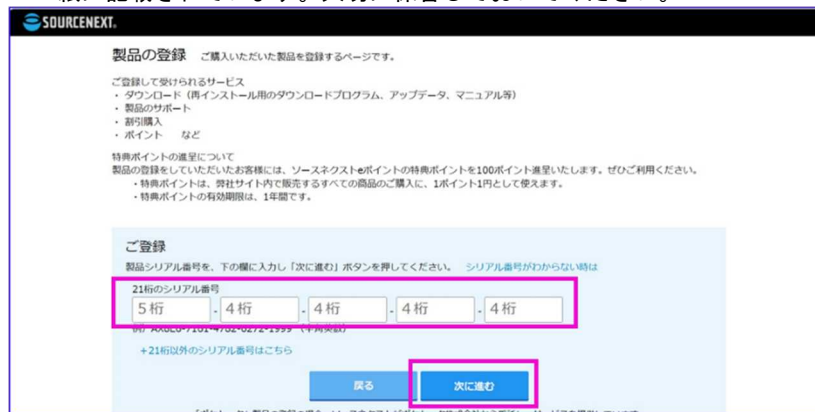 SOURCENEXT.
製品の登録 ご購入いただいた製品を登録するページです。
ご登録して受けられるサービス
・ ダウンロード（再インストール用のダウンロードプログラム、アップデータ、マニュアル等）
・ 製品のサポート
・ 割引購入
・ ポイント など
特典ポイントの進呈について
製品の登録をしていただいたお客様には、ソースネクストeポイントの特典ポイントを100ポイント進呈いたします。ぜひご利用ください。
・特典ポイントは、弊社サイト内で販売するすべての商品のご購入に、1ポイント1円として使えます。
・特典ポイントの有効期限は、1年間です。
ご登録
製品シリアル番号を、下の欄に入力し「次に進む」ボタンを押してください。 シリアル番号がわからない時は
21桁のシリアル番号
5桁 - 4桁 - 4桁 - 4桁 - 4桁
+21桁以外のシリアル番号はこちら
戻る 次に進む